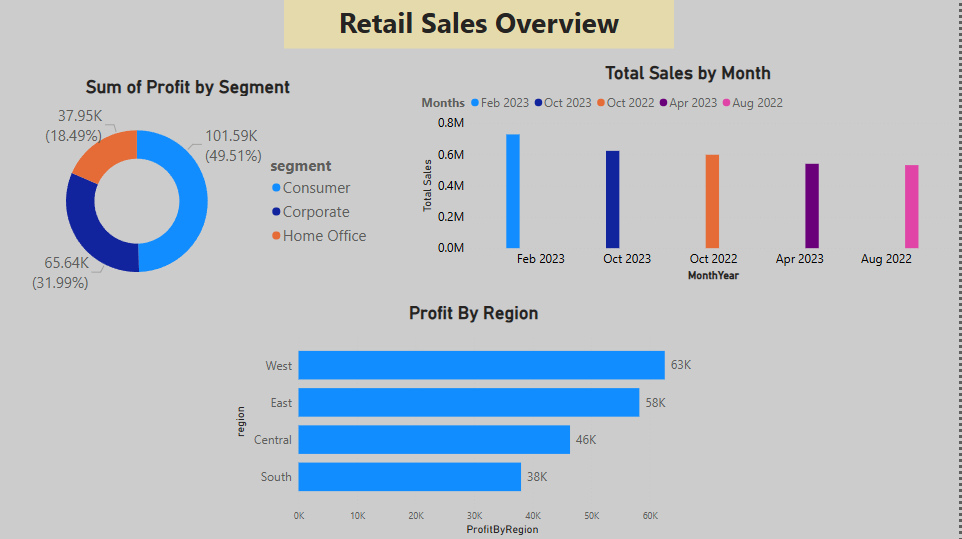 Retail Sales Overview
Sum of Profit by Segment
37.95K
(18.49%)
101.59K
(49.51%)
65.64K
(31.99%)
segment
Consumer
Corporate
Home Office
Total Sales by Month
Months Feb 2023 Oct 2023 Oct 2022 Apr 2023 Aug 2022
Total Sales
0.8M
0.6M
0.4M
0.2M
0.0M
Feb 2023 Oct 2023 Oct 2022 Apr 2023 Aug 2022
MonthYear
Profit By Region
region
West 63K
East 58K
Central 46K
South 38K
0K 10K 20K 30K 40K 50K 60K
ProfitByRegion